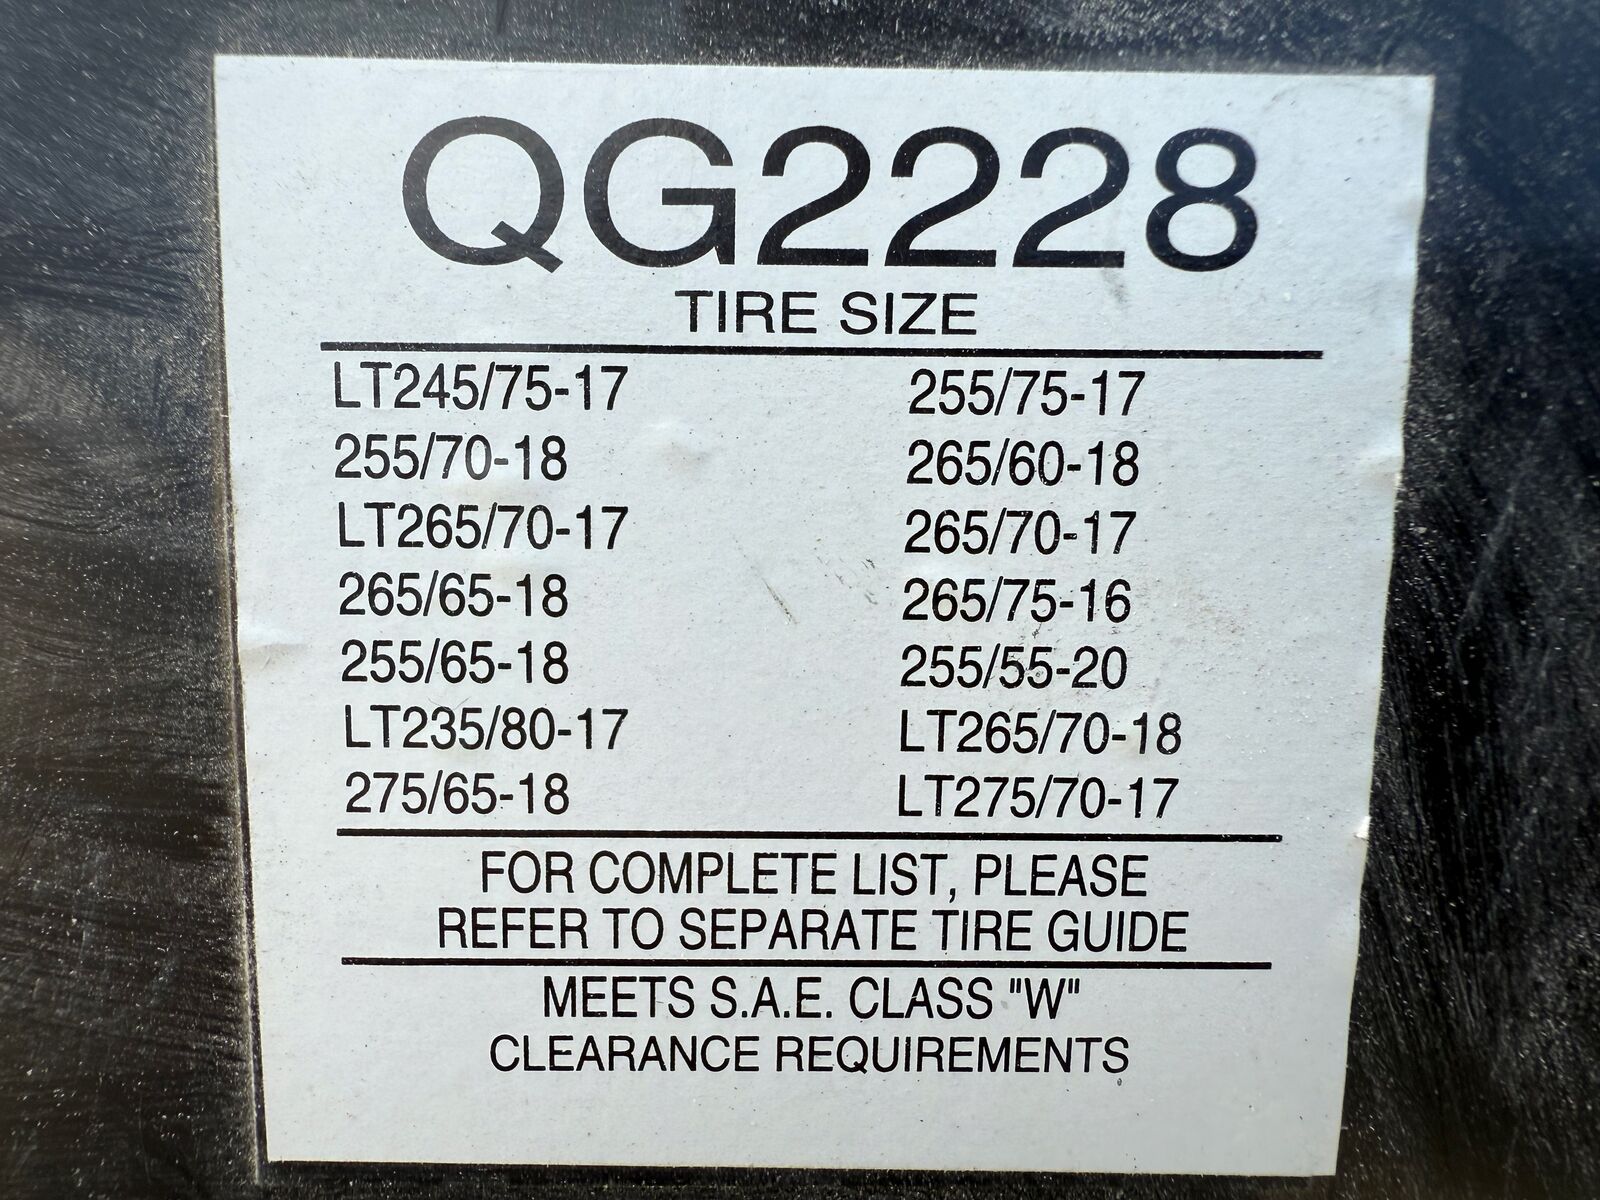 QG2228
TIRE SIZE
LT245/75-17 255/75-17
255/70-18 265/60-18
LT265/70-17 265/70-17
265/65-18 265/75-16
255/65-18 255/55-20
LT235/80-17 LT265/70-18
275/65-18 LT275/70-17
FOR COMPLETE LIST, PLEASE
REFER TO SEPARATE TIRE GUIDE
MEETS S.A.E. CLASS "W"
CLEARANCE REQUIREMENTS